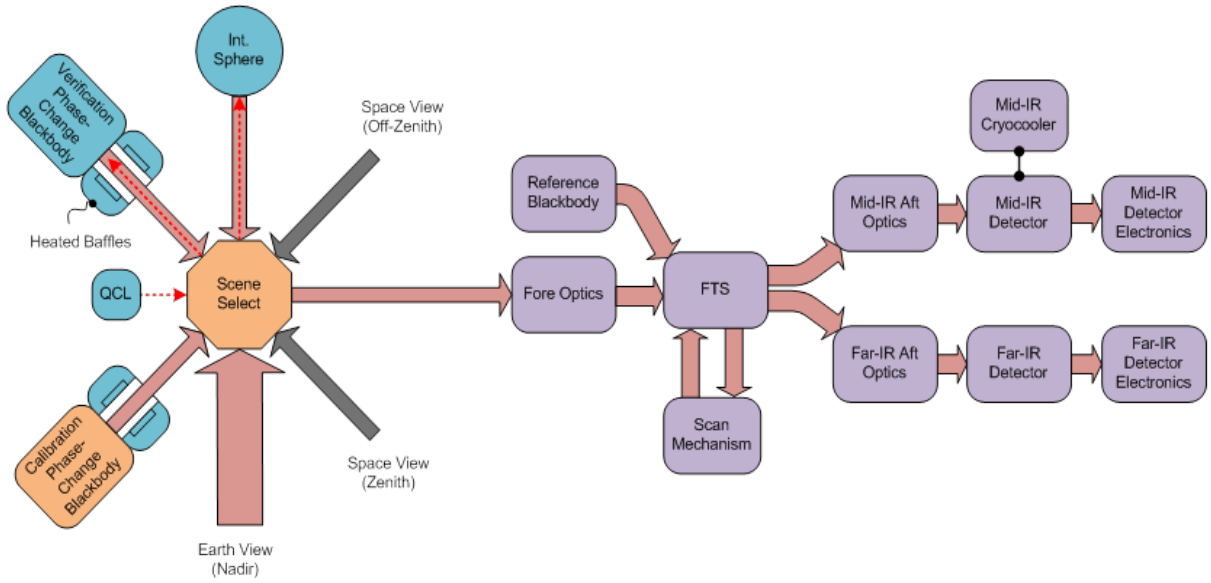 Verification
Phase-
Change
Blackbody
Int.
Sphere
Space View
(Off-Zenith)
Heated Baffles
QCL
Scene
Select
Calibration
Phase-
Change
Blackbody
Earth View
(Nadir)
Space View
(Zenith)
Reference
Blackbody
Fore Optics
FTS
Scan
Mechanism
Mid-IR
Cryocooler
Mid-IR Aft
Optics
Mid-IR
Detector
Mid-IR
Detector
Electronics
Far-IR Aft
Optics
Far-IR
Detector
Far-IR
Detector
Electronics